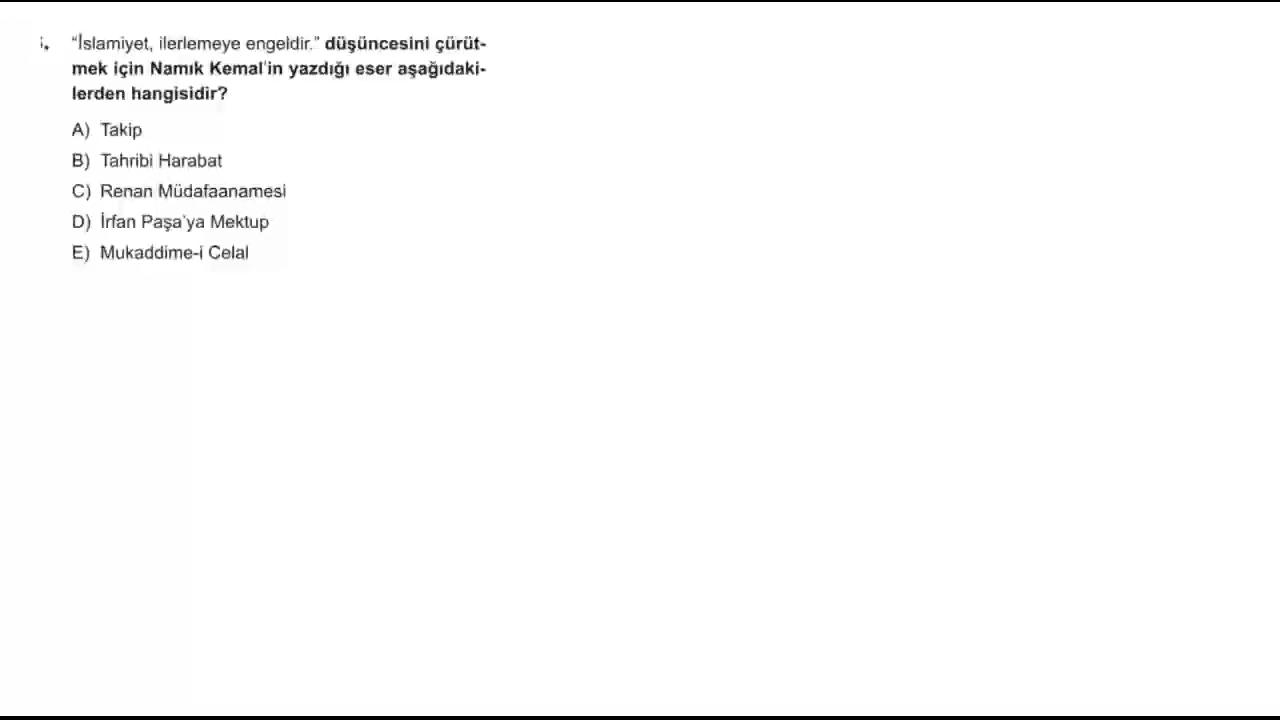 "İslamiyet, ilerlemeye engeldir." düşüncesini çürüt-
mek için Namık Kemal'in yazdığı eser aşağıdaki-
lerden hangisidir?
A) Takip
B) Tahribi Harabat
C) Renan Müdafaanamesi
D) İrfan Paşa'ya Mektup
E) Mukaddime-i Celal